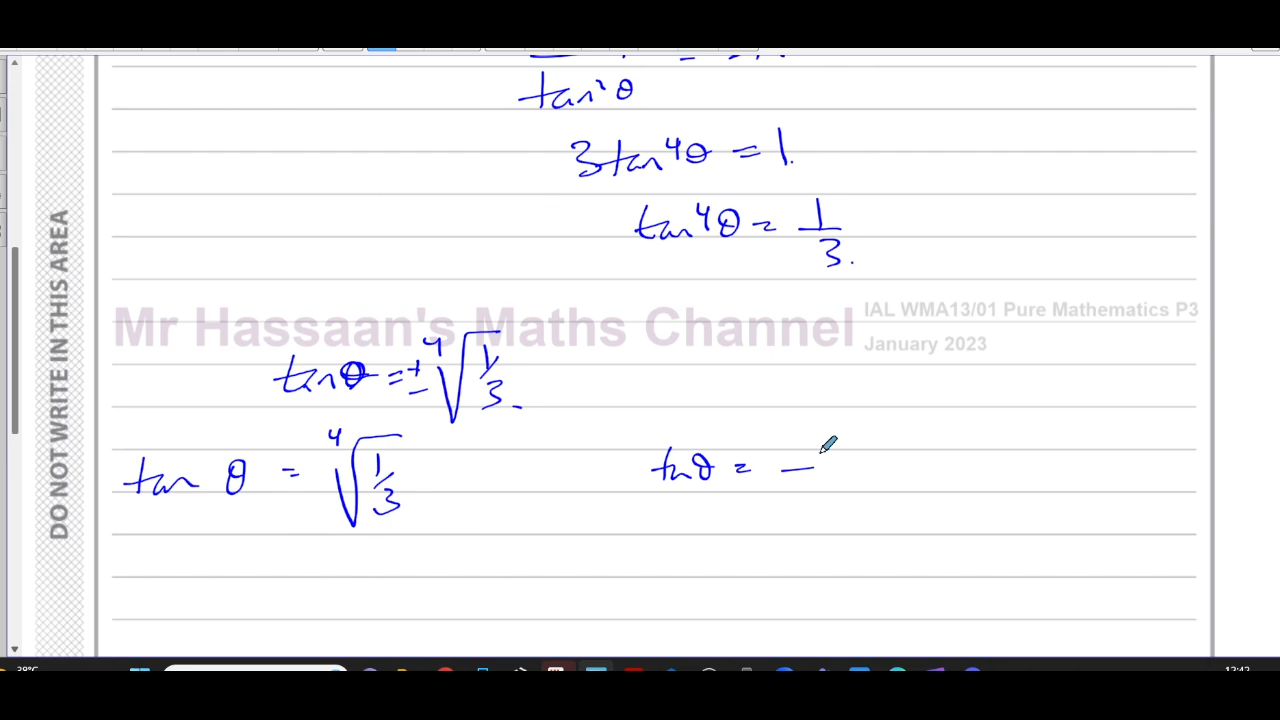 tan²θ
3tan⁴θ = 1.
tan⁴θ = 1/3.
Mr Hassaan's Maths Channel
IAL WMA13/01 Pure Mathematics P3
January 2023
tanθ = ± ⁴√1/3.
tan θ = ⁴√1/3
tanθ = –
DO NOT WRITE IN THIS AREA